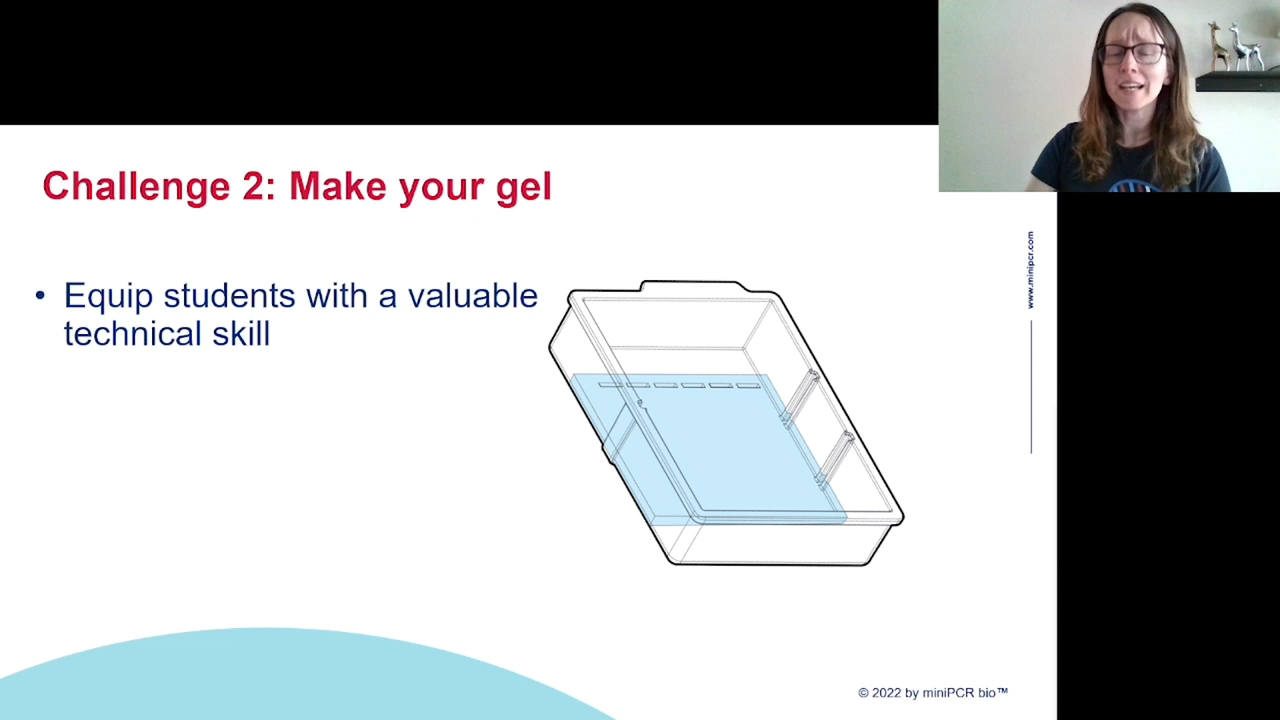 Challenge 2: Make your gel
• Equip students with a valuable
technical skill
www.minipcr.com
© 2022 by miniPCR bio™